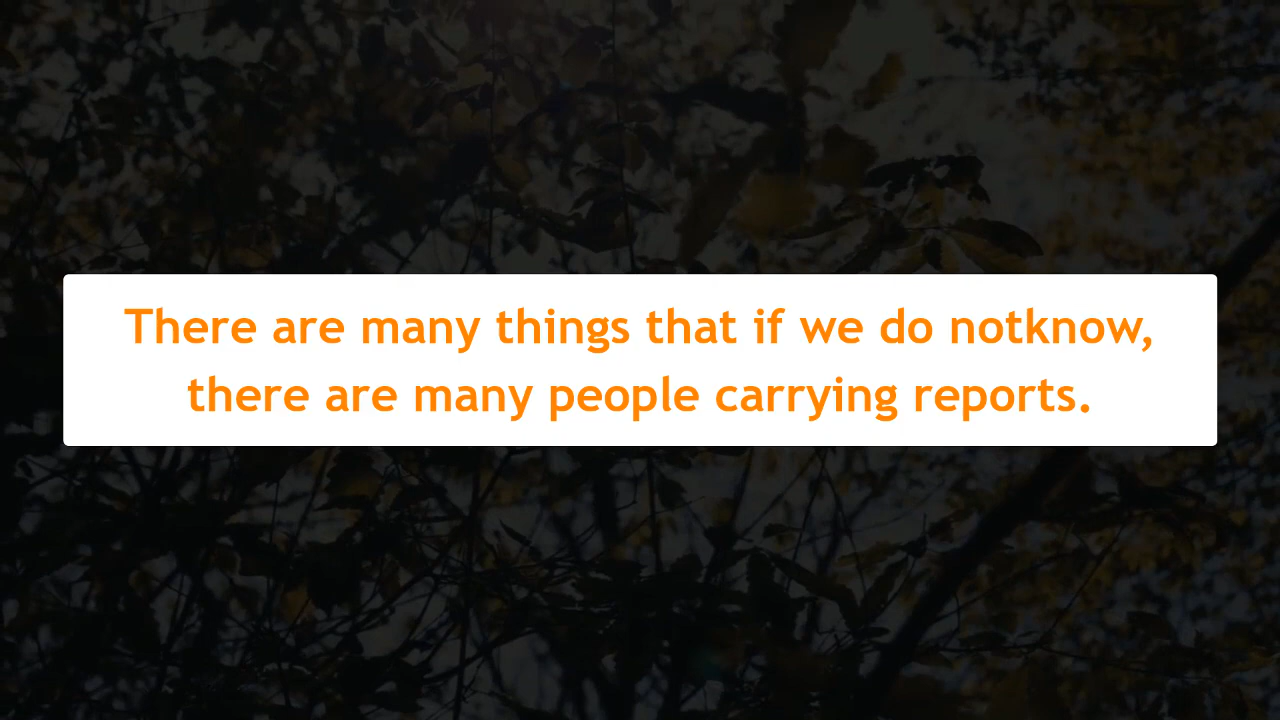 There are many things that if we do notknow,
there are many people carrying reports.